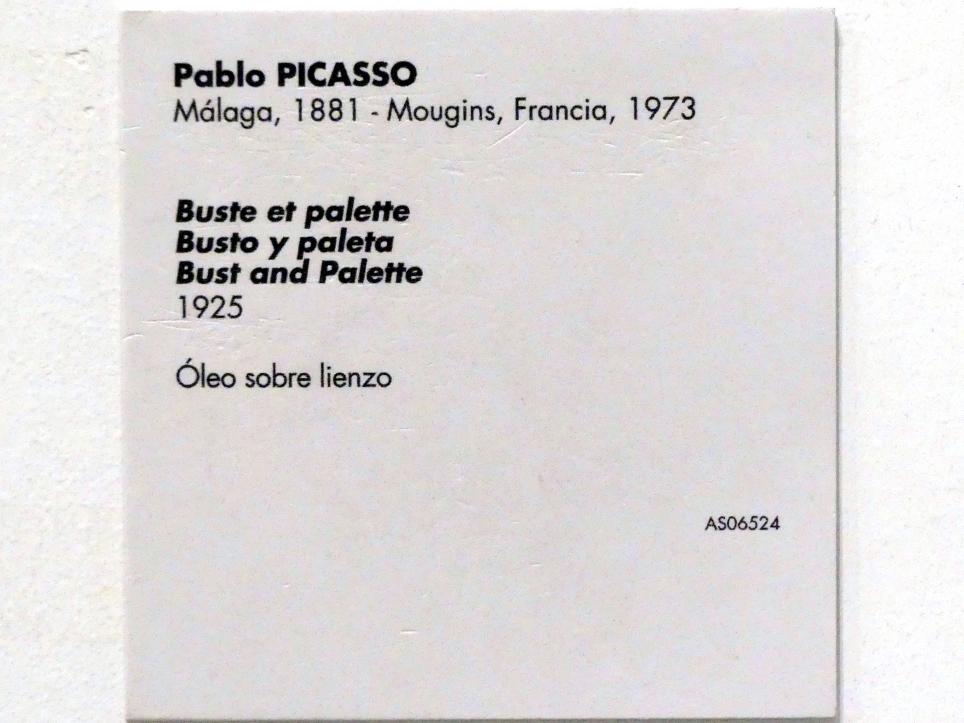 Pablo PICASSO
Málaga, 1881 - Mougins, Francia, 1973
Buste et palette
Busto y paleta
Bust and Palette
1925
Óleo sobre lienzo
AS06524